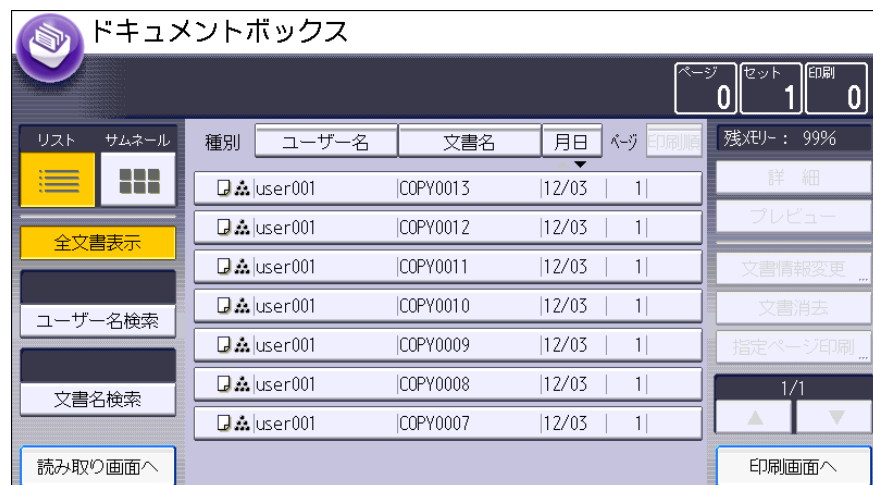 ドキュメントボックス
ページ 0 セット 1 印刷 0
リスト サムネール
全文書表示
ユーザー名検索
文書名検索
読み取り画面へ
種別 ユーザー名 文書名 月日 ページ 印刷順
user001 COPY0013 12/03 1
user001 COPY0012 12/03 1
user001 COPY0011 12/03 1
user001 COPY0010 12/03 1
user001 COPY0009 12/03 1
user001 COPY0008 12/03 1
user001 COPY0007 12/03 1
残メモリー： 99%
詳 細
プレビュー
文書情報変更
文書消去
指定ページ印刷
1/1
印刷画面へ